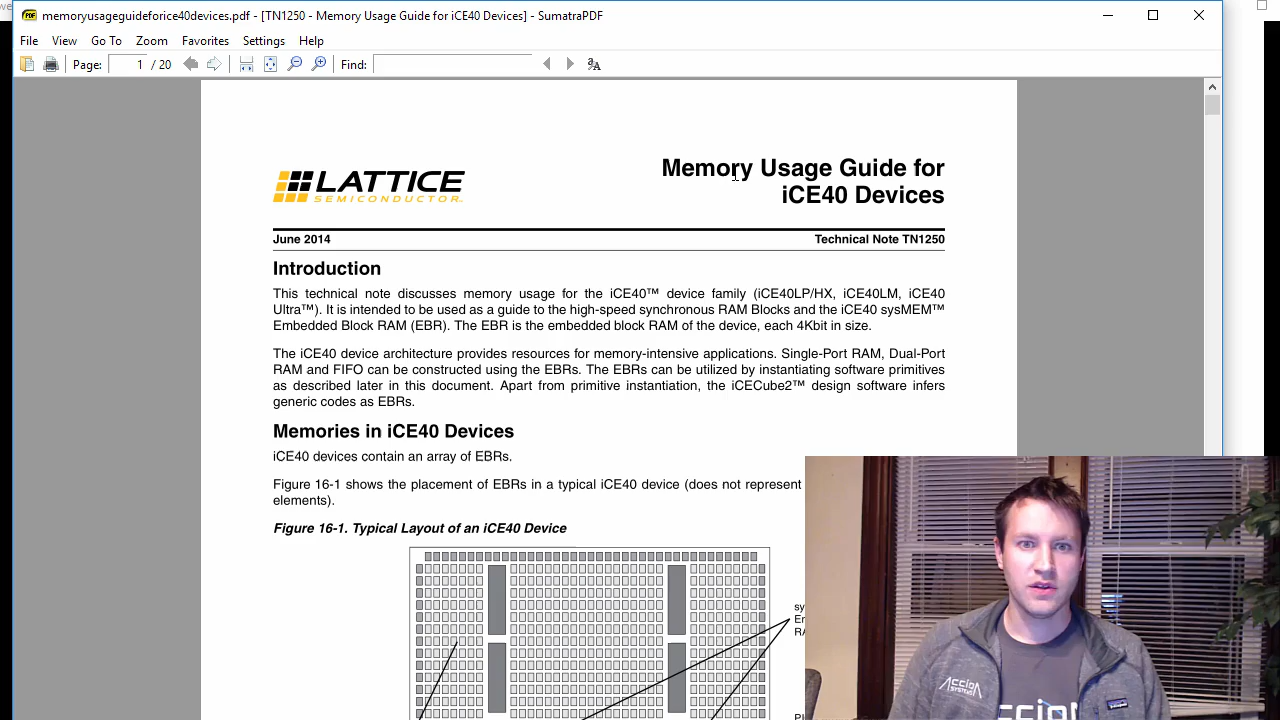 memoryusageguideforice40devices.pdf - [TN1250 - Memory Usage Guide for iCE40 Devices] - SumatraPDF
File View Go To Zoom Favorites Settings Help
Page: 1 / 20 Find:
LATTICE
SEMICONDUCTOR
Memory Usage Guide for
iCE40 Devices
June 2014 Technical Note TN1250
Introduction
This technical note discusses memory usage for the iCE40™ device family (iCE40LP/HX, iCE40LM, iCE40
Ultra™). It is intended to be used as a guide to the high-speed synchronous RAM Blocks and the iCE40 sysMEM™
Embedded Block RAM (EBR). The EBR is the embedded block RAM of the device, each 4Kbit in size.
The iCE40 device architecture provides resources for memory-intensive applications. Single-Port RAM, Dual-Port
RAM and FIFO can be constructed using the EBRs. The EBRs can be utilized by instantiating software primitives
as described later in this document. Apart from primitive instantiation, the iCECube2™ design software infers
generic codes as EBRs.
Memories in iCE40 Devices
iCE40 devices contain an array of EBRs.
Figure 16-1 shows the placement of EBRs in a typical iCE40 device (does not represent
elements).
Figure 16-1. Typical Layout of an iCE40 Device
sy
Er
RA
Pl
ACCION
SYSTEMS
ACCION